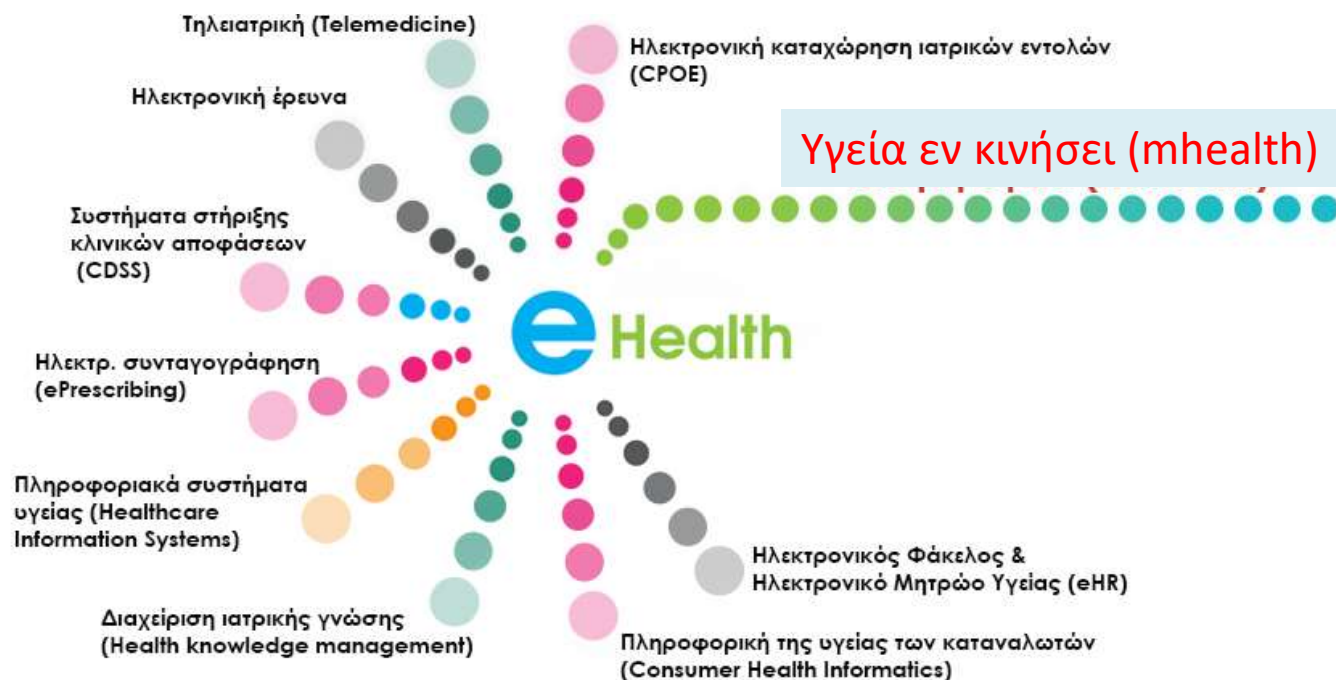 Τηλειατρική (Telemedicine)
Ηλεκτρονική καταχώρηση ιατρικών εντολών
(CPOE)
Ηλεκτρονική έρευνα
Υγεία εν κινήσει (mhealth)
Συστήματα στήριξης
κλινικών αποφάσεων
(CDSS)
e Health
Ηλεκτρ. συνταγογράφηση
(ePrescribing)
Πληροφοριακά συστήματα
υγείας (Healthcare
Information Systems)
Ηλεκτρονικός Φάκελος &
Ηλεκτρονικό Μητρώο Υγείας (eHR)
Διαχείριση ιατρικής γνώσης
(Health knowledge management)
Πληροφορική της υγείας των καταναλωτών
(Consumer Health Informatics)